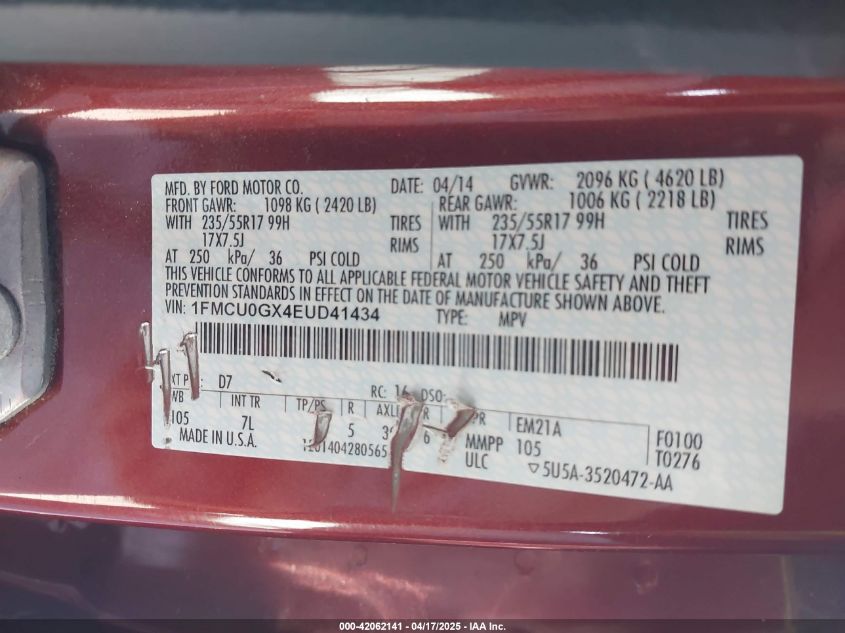 MFD. BY FORD MOTOR CO. DATE: 04/14 GVWR: 2096 KG ( 4620 LB)
FRONT GAWR: 1098 KG ( 2420 LB) REAR GAWR: 1006 KG ( 2218 LB)
WITH 235/55R17 99H TIRES WITH 235/55R17 99H TIRES
17X7.5J RIMS 17X7.5J RIMS
AT 250 kPa/ 36 PSI COLD AT 250 kPa/ 36 PSI COLD
THIS VEHICLE CONFORMS TO ALL APPLICABLE FEDERAL MOTOR VEHICLE SAFETY AND THEFT
PREVENTION STANDARDS IN EFFECT ON THE DATE OF MANUFACTURE SHOWN ABOVE.
VIN: 1FMCU0GX4EUD41434 TYPE: MPV
D7 RC: 16 DSO:
WB INT TR TP/PS R
105 7L 5 6 EM21A F0100
MADE IN U.S.A. MMPP 105 T0276
ULC ▽5U5A-3520472-AA
000-42062141 - 04/17/2025 - IAA Inc.